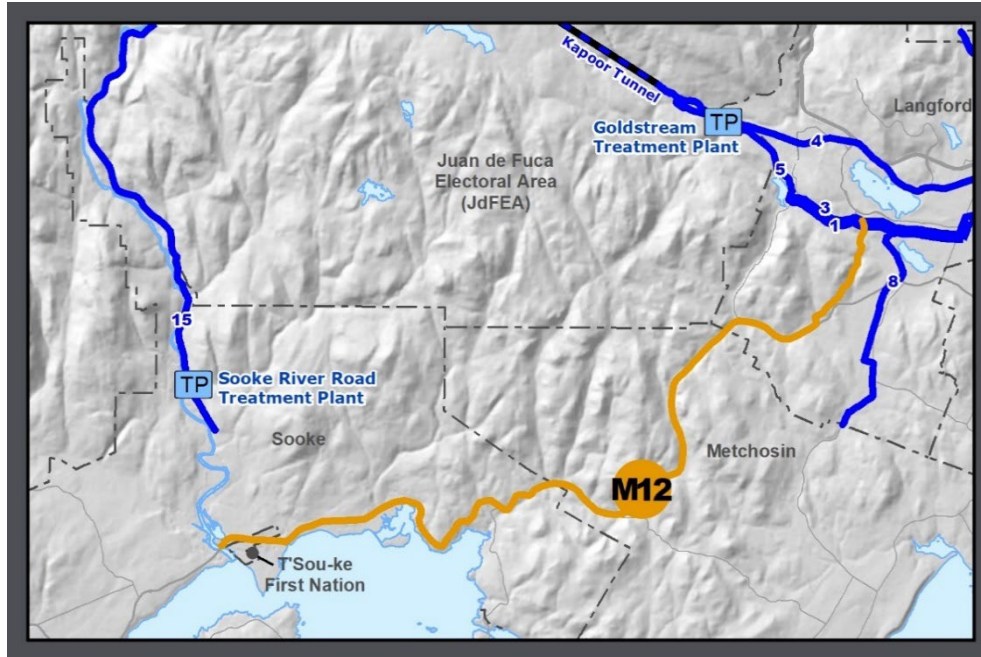 Kapoor Tunnel
TP
Goldstream
Treatment Plant
Langford
4
5
3
1
8
Juan de Fuca
Electoral Area
(JdFEA)
15
TP
Sooke River Road
Treatment Plant
Sooke
Metchosin
M12
T'Sou-ke
First Nation